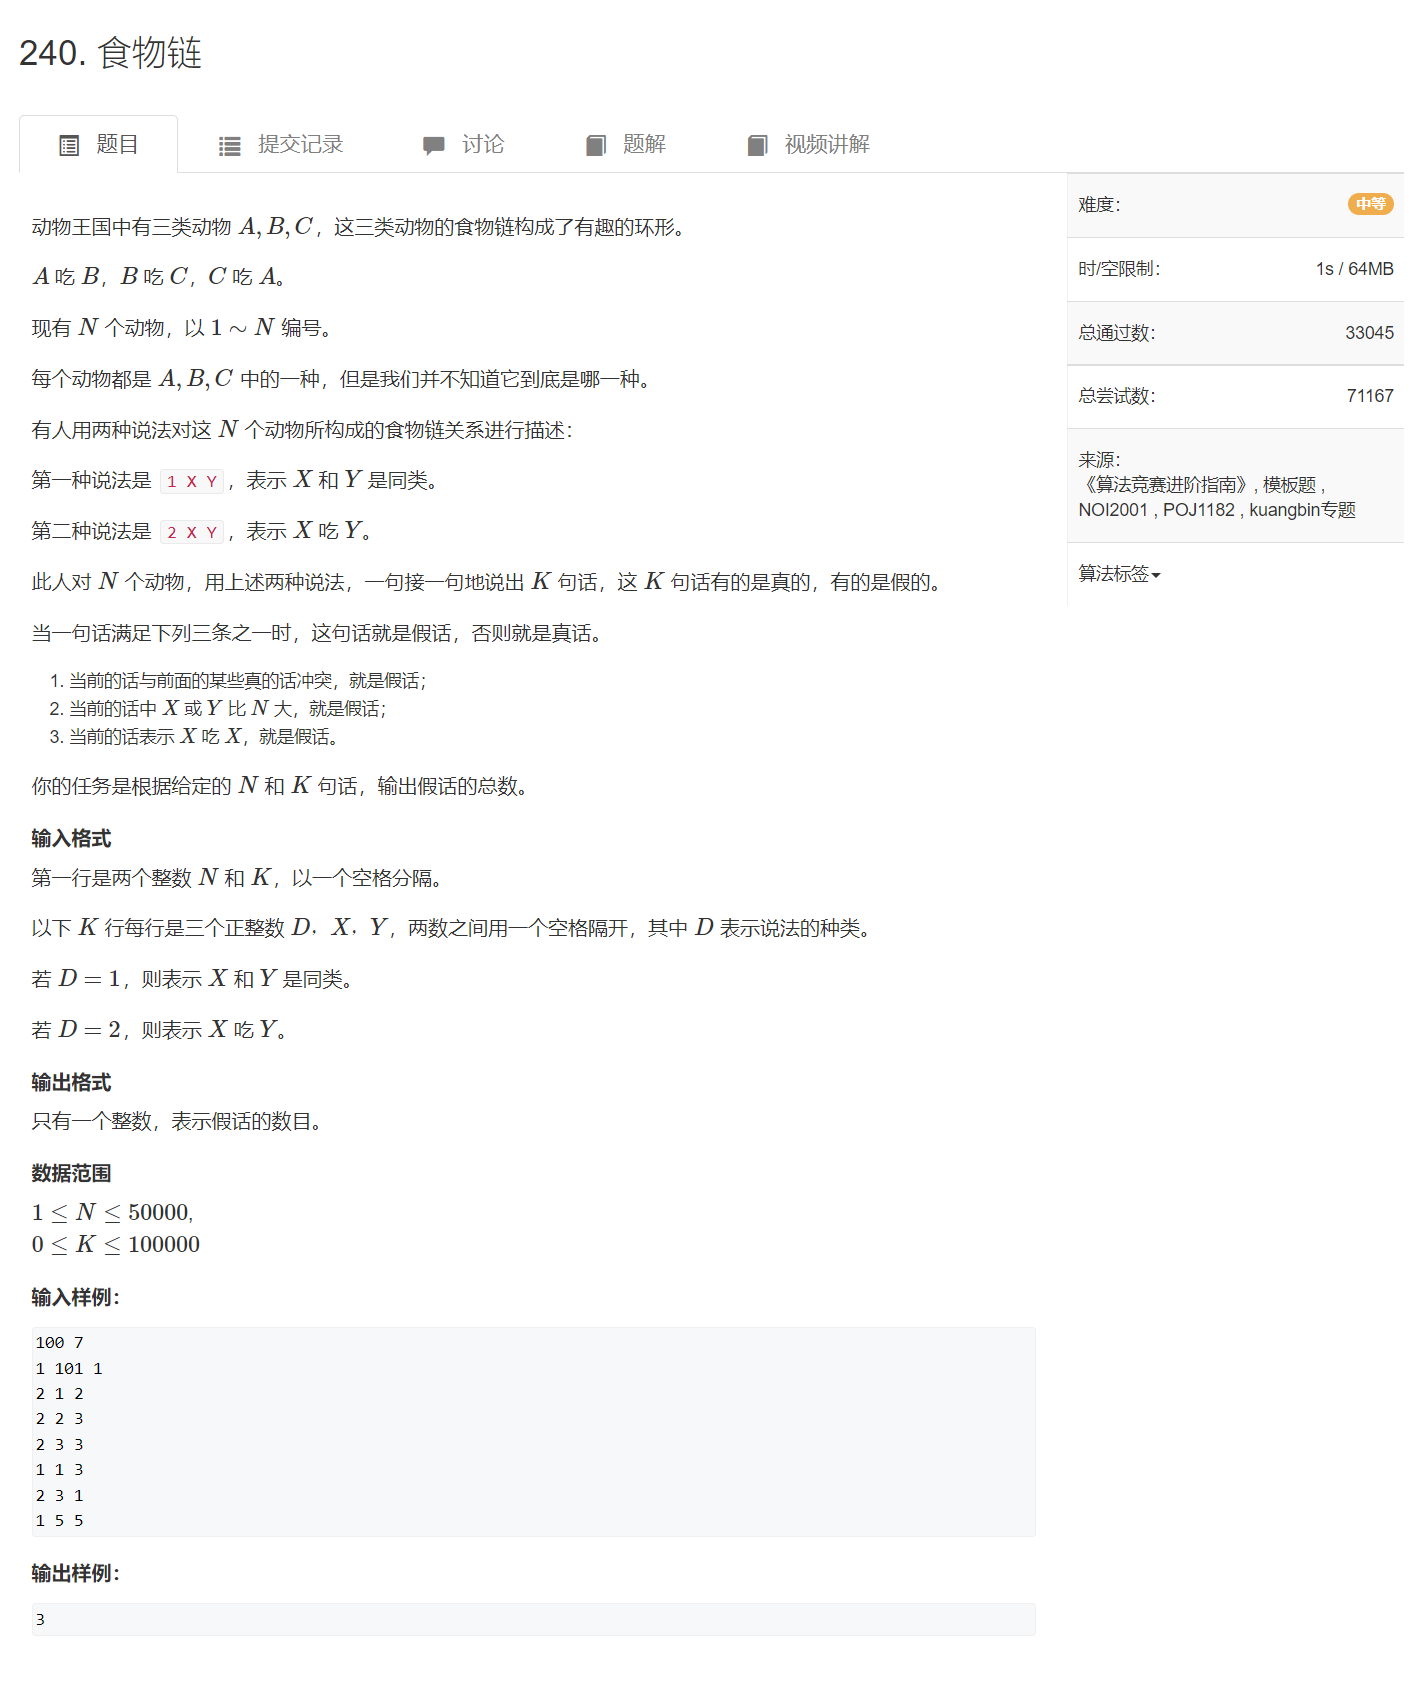 240. 食物链
题目 提交记录 讨论 题解 视频讲解
动物王国中有三类动物 A, B, C，这三类动物的食物链构成了有趣的环形。
A 吃 B，B 吃 C，C 吃 A。
现有 N 个动物，以 1 ∼ N 编号。
每个动物都是 A, B, C 中的一种，但是我们并不知道它到底是哪一种。
有人用两种说法对这 N 个动物所构成的食物链关系进行描述：
第一种说法是 1 X Y，表示 X 和 Y 是同类。
第二种说法是 2 X Y，表示 X 吃 Y。
此人对 N 个动物，用上述两种说法，一句接一句地说出 K 句话，这 K 句话有的是真的，有的是假的。
当一句话满足下列三条之一时，这句话就是假话，否则就是真话。
1. 当前的话与前面的某些真的话冲突，就是假话；
2. 当前的话中 X 或 Y 比 N 大，就是假话；
3. 当前的话表示 X 吃 X，就是假话。
你的任务是根据给定的 N 和 K 句话，输出假话的总数。
输入格式
第一行是两个整数 N 和 K，以一个空格分隔。
以下 K 行每行是三个正整数 D，X，Y，两数之间用一个空格隔开，其中 D 表示说法的种类。
若 D = 1，则表示 X 和 Y 是同类。
若 D = 2，则表示 X 吃 Y。
输出格式
只有一个整数，表示假话的数目。
数据范围
1 ≤ N ≤ 50000,
0 ≤ K ≤ 100000
输入样例：
100 7
1 101 1
2 1 2
2 2 3
2 3 3
1 1 3
2 3 1
1 5 5
输出样例：
3
难度： 中等
时/空限制： 1s / 64MB
总通过数： 33045
总尝试数： 71167
来源：
《算法竞赛进阶指南》, 模板题 ,
NOI2001 , POJ1182 , kuangbin专题
算法标签